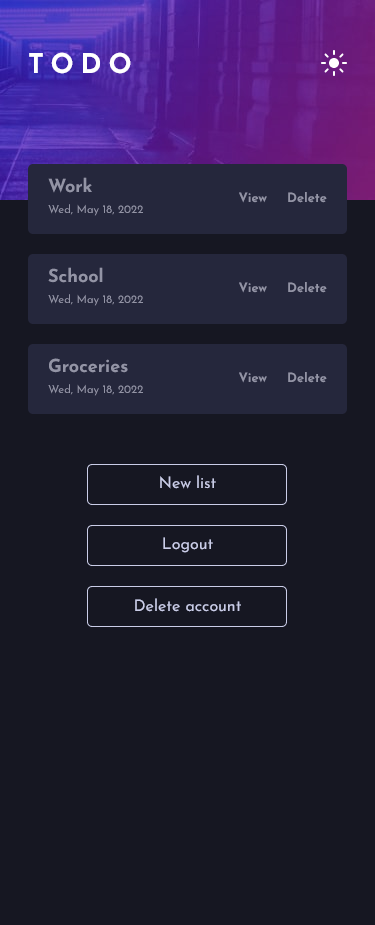 TODO
Work
Wed, May 18, 2022
View Delete
School
Wed, May 18, 2022
View Delete
Groceries
Wed, May 18, 2022
View Delete
New list
Logout
Delete account